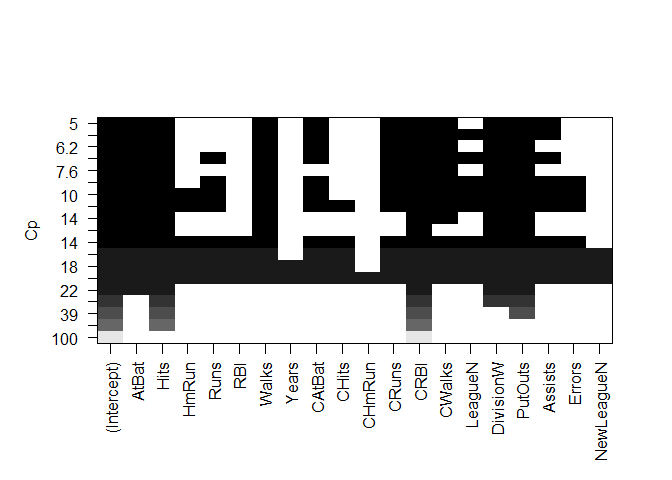 Cp
5
6.2
7.6
10
14
14
18
22
39
100
(Intercept)
AtBat
Hits
HmRun
Runs
RBI
Walks
Years
CAtBat
CHits
CHmRun
CRuns
CRBI
CWalks
LeagueN
DivisionW
PutOuts
Assists
Errors
NewLeagueN